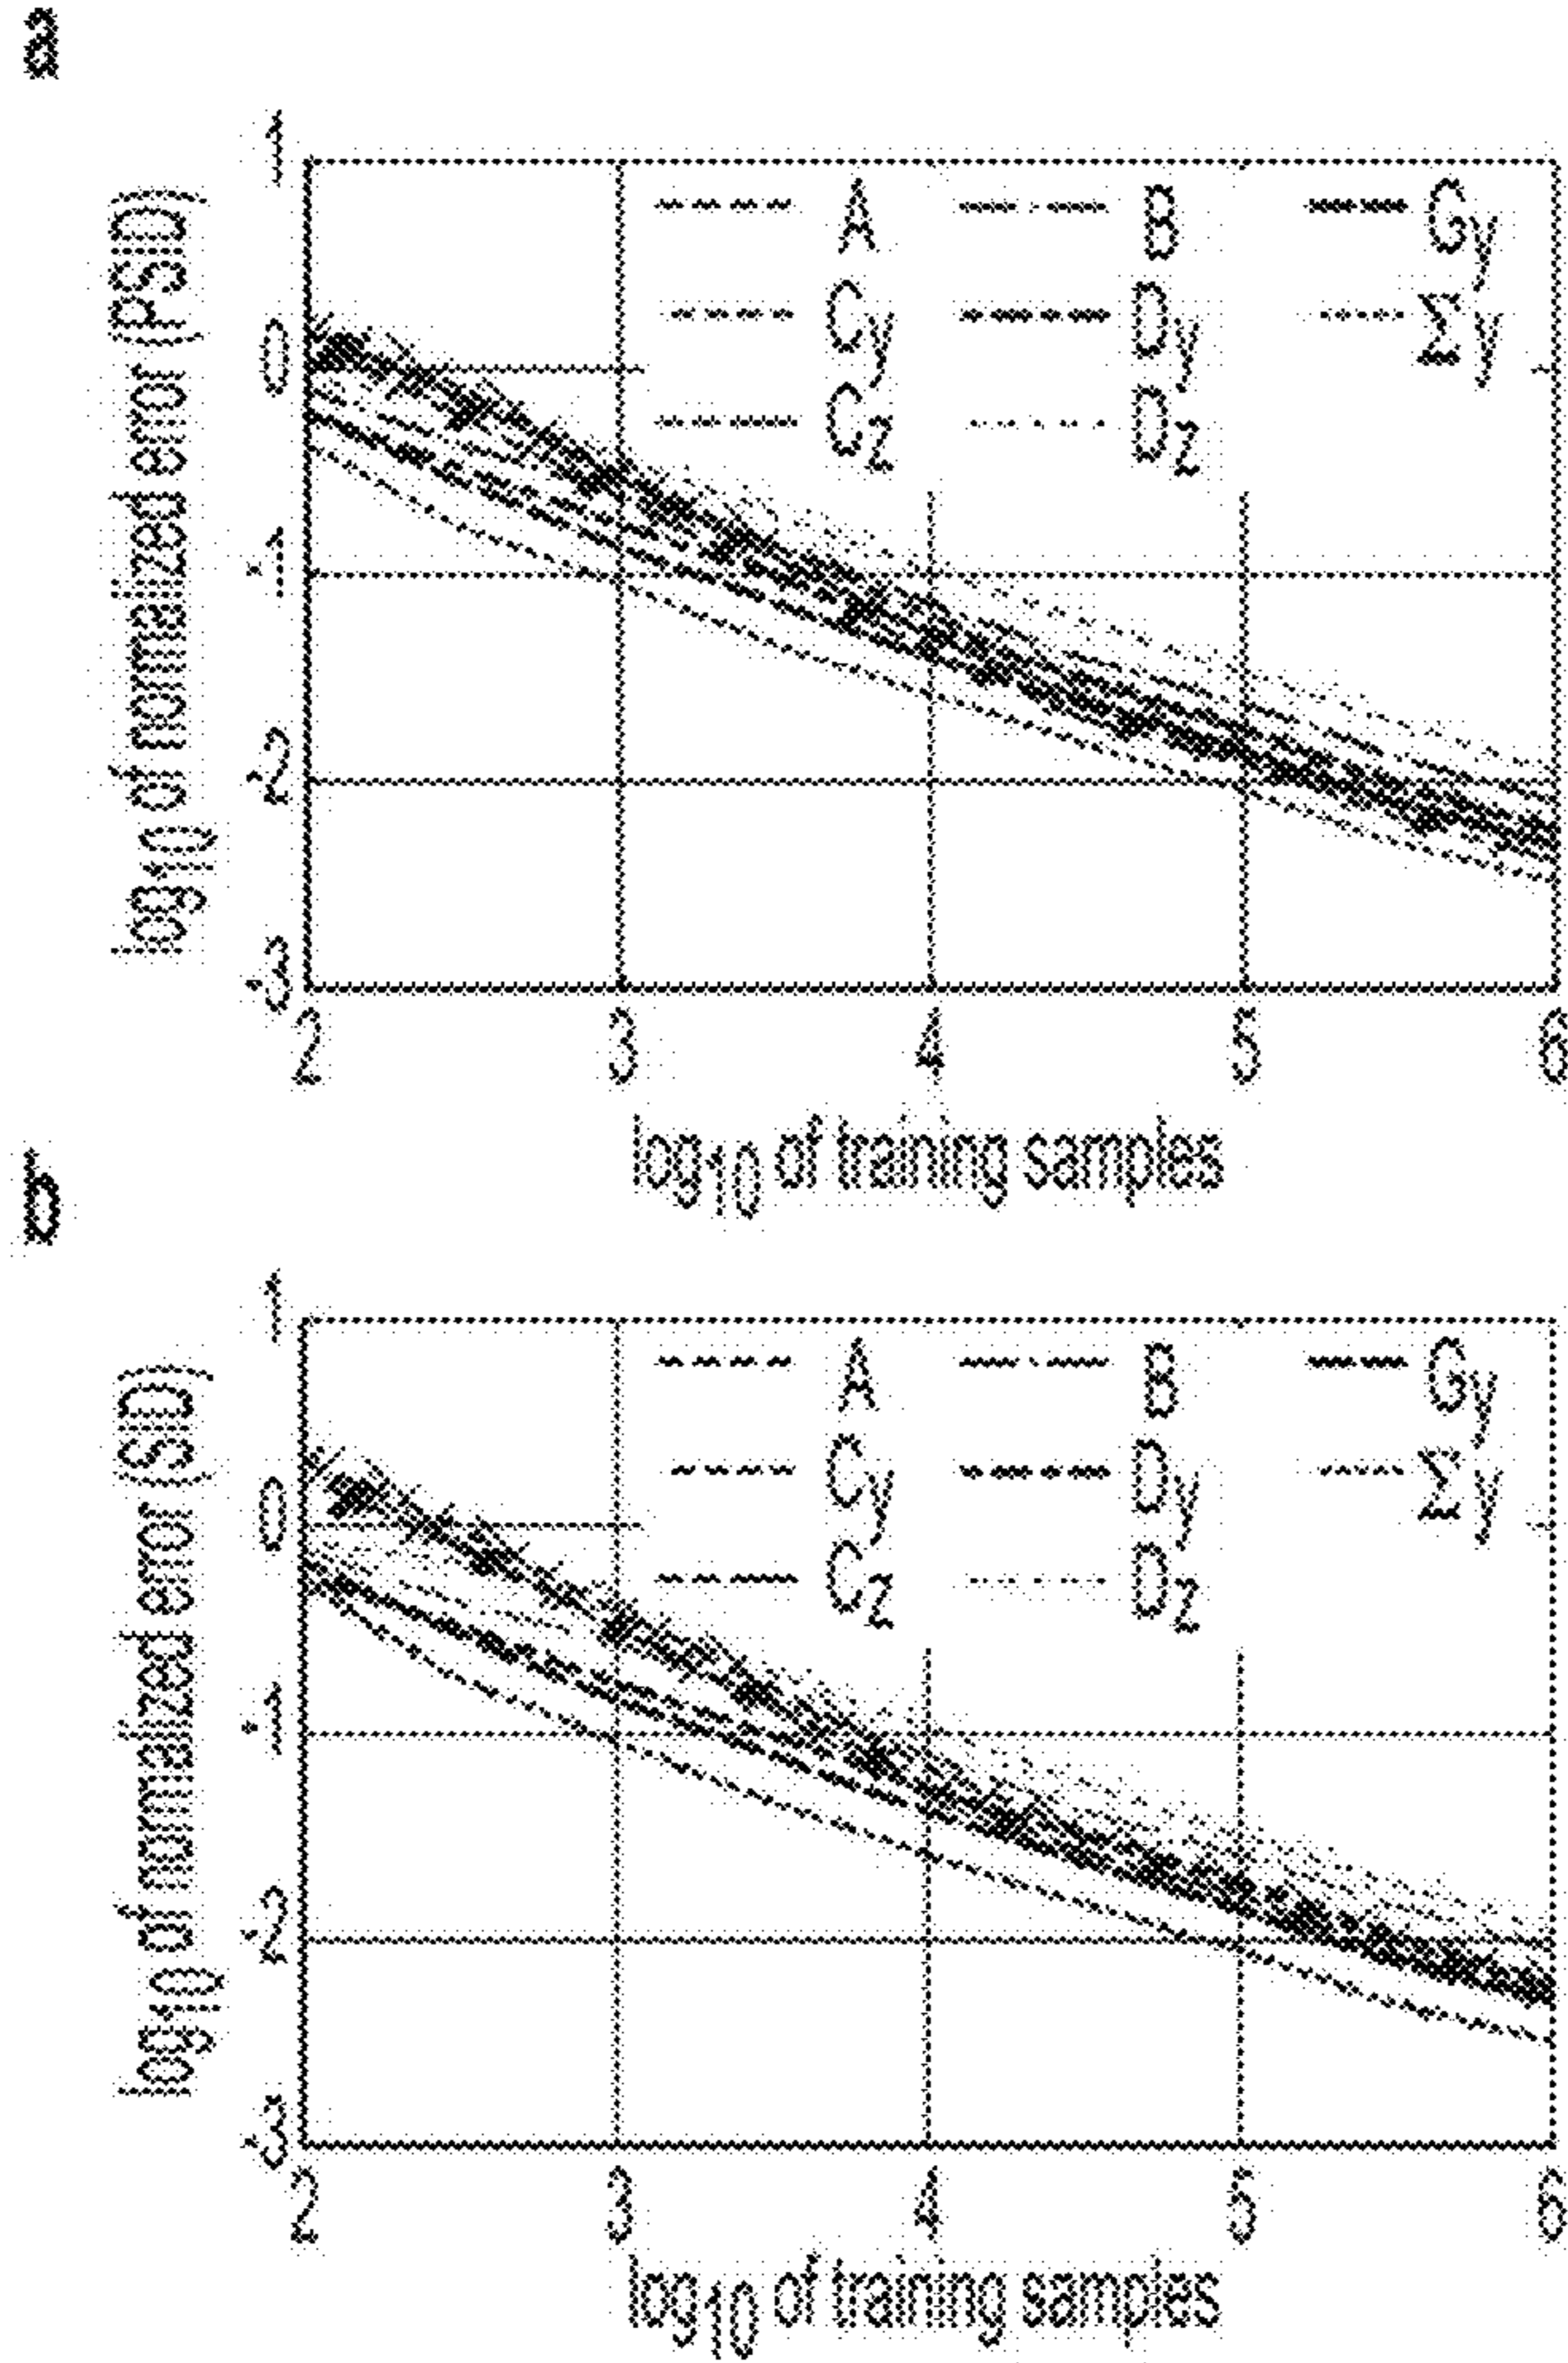 a
log10 of normalized error (PSID)
1
0
-1
-2
-3
A B Gy
Cy Dy Σy
Cz Dz
2 3 4 5 6
log10 of training samples
b
log10 of normalized error (SID)
1
0
-1
-2
-3
A B Gy
Cy Dy Σy
Cz Dz
2 3 4 5 6
log10 of training samples